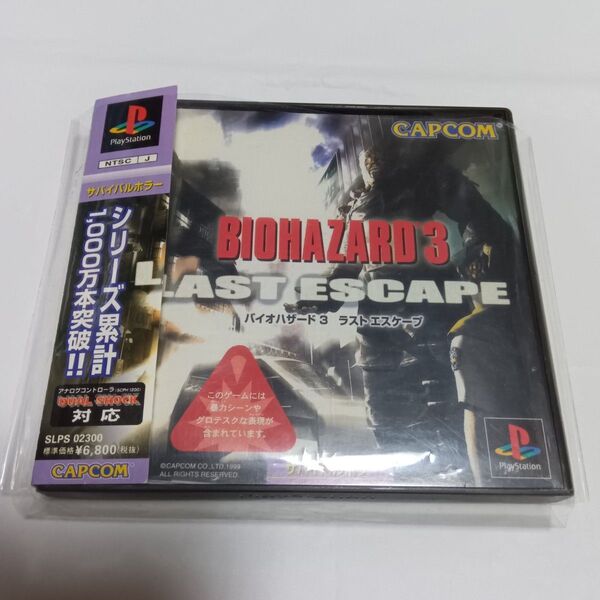 PlayStation
NTSC J
サバイバルホラー
シリーズ累計
1,000万本突破!!
アナログコントローラ(SCPH-1200)
DUAL SHOCK
対応
SLPS 02300
標準価格¥6,800(税抜)
CAPCOM
CAPCOM
BIOHAZARD 3
LAST ESCAPE
バイオハザード3 ラストエスケープ
このゲームには
暴力シーンや
グロテスクな表現が
含まれています。
©CAPCOM CO.,LTD.1999
ALL RIGHTS RESERVED.
PlayStation